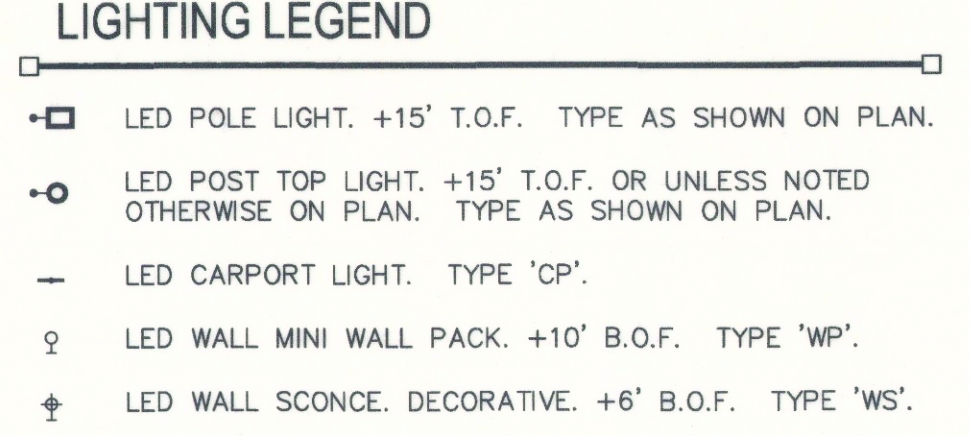 LIGHTING LEGEND
LED POLE LIGHT. +15' T.O.F. TYPE AS SHOWN ON PLAN.
LED POST TOP LIGHT. +15' T.O.F. OR UNLESS NOTED
OTHERWISE ON PLAN. TYPE AS SHOWN ON PLAN.
LED CARPORT LIGHT. TYPE 'CP'.
LED WALL MINI WALL PACK. +10' B.O.F. TYPE 'WP'.
LED WALL SCONCE. DECORATIVE. +6' B.O.F. TYPE 'WS'.